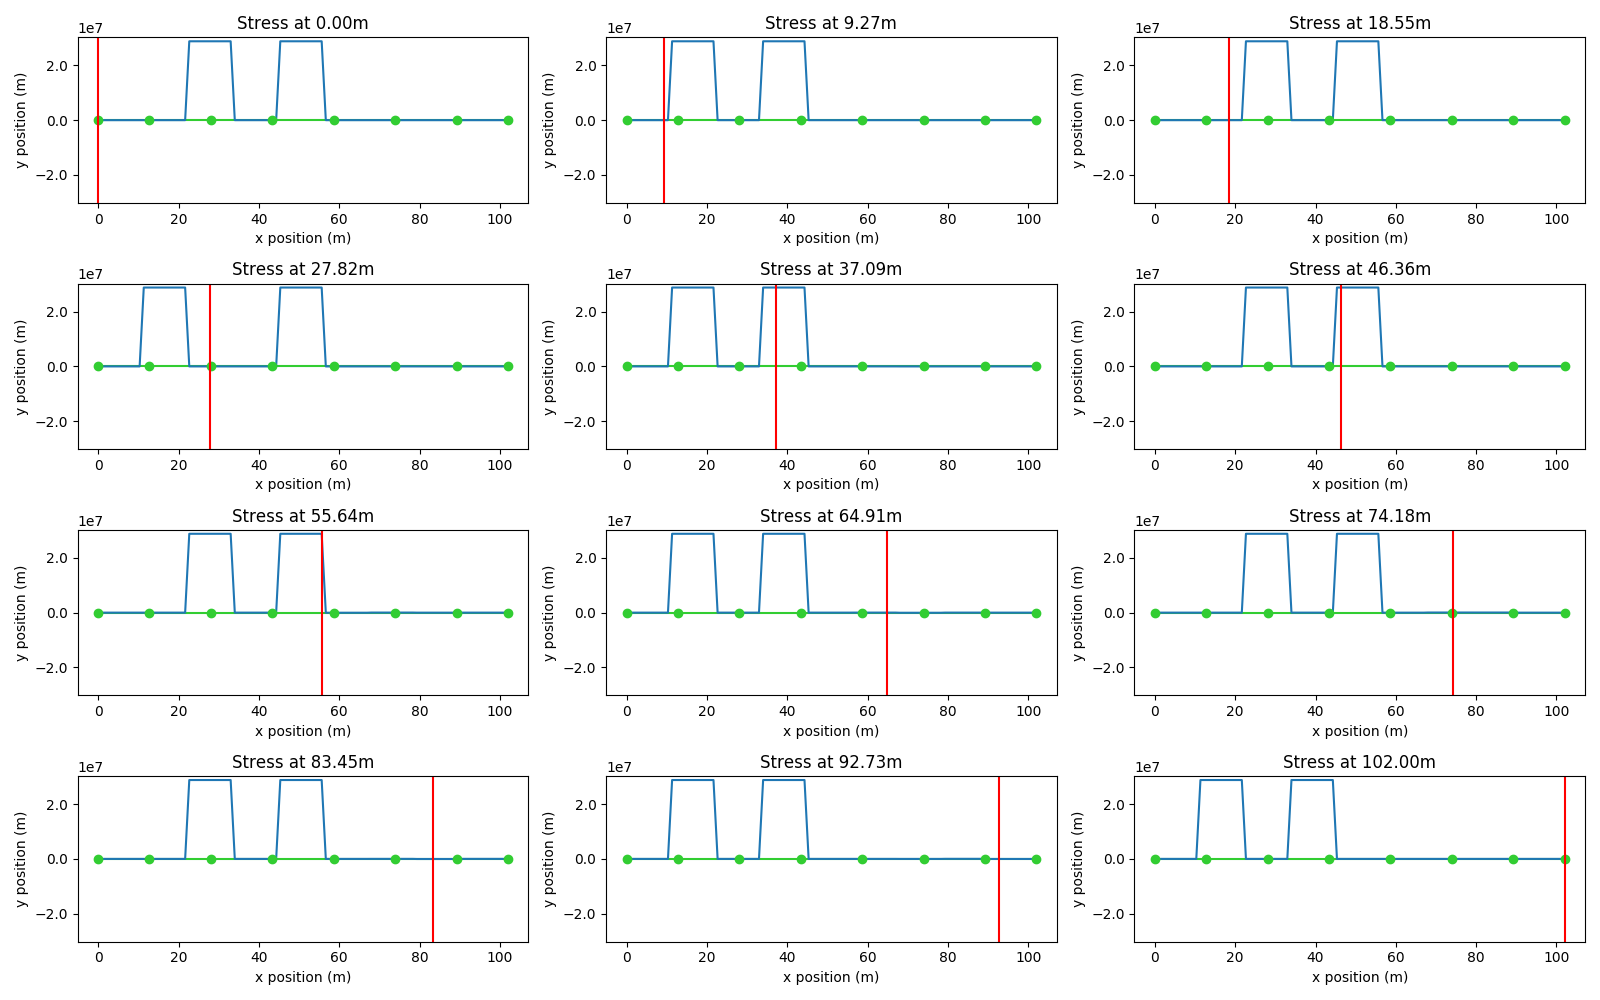 Stress at 0.00m
1e7
2.0
0.0
−2.0
y position (m)
0 20 40 60 80 100
x position (m)
Stress at 9.27m
1e7
2.0
0.0
−2.0
y position (m)
0 20 40 60 80 100
x position (m)
Stress at 18.55m
1e7
2.0
0.0
−2.0
y position (m)
0 20 40 60 80 100
x position (m)
Stress at 27.82m
1e7
2.0
0.0
−2.0
y position (m)
0 20 40 60 80 100
x position (m)
Stress at 37.09m
1e7
2.0
0.0
−2.0
y position (m)
0 20 40 60 80 100
x position (m)
Stress at 46.36m
1e7
2.0
0.0
−2.0
y position (m)
0 20 40 60 80 100
x position (m)
Stress at 55.64m
1e7
2.0
0.0
−2.0
y position (m)
0 20 40 60 80 100
x position (m)
Stress at 64.91m
1e7
2.0
0.0
−2.0
y position (m)
0 20 40 60 80 100
x position (m)
Stress at 74.18m
1e7
2.0
0.0
−2.0
y position (m)
0 20 40 60 80 100
x position (m)
Stress at 83.45m
1e7
2.0
0.0
−2.0
y position (m)
0 20 40 60 80 100
x position (m)
Stress at 92.73m
1e7
2.0
0.0
−2.0
y position (m)
0 20 40 60 80 100
x position (m)
Stress at 102.00m
1e7
2.0
0.0
−2.0
y position (m)
0 20 40 60 80 100
x position (m)